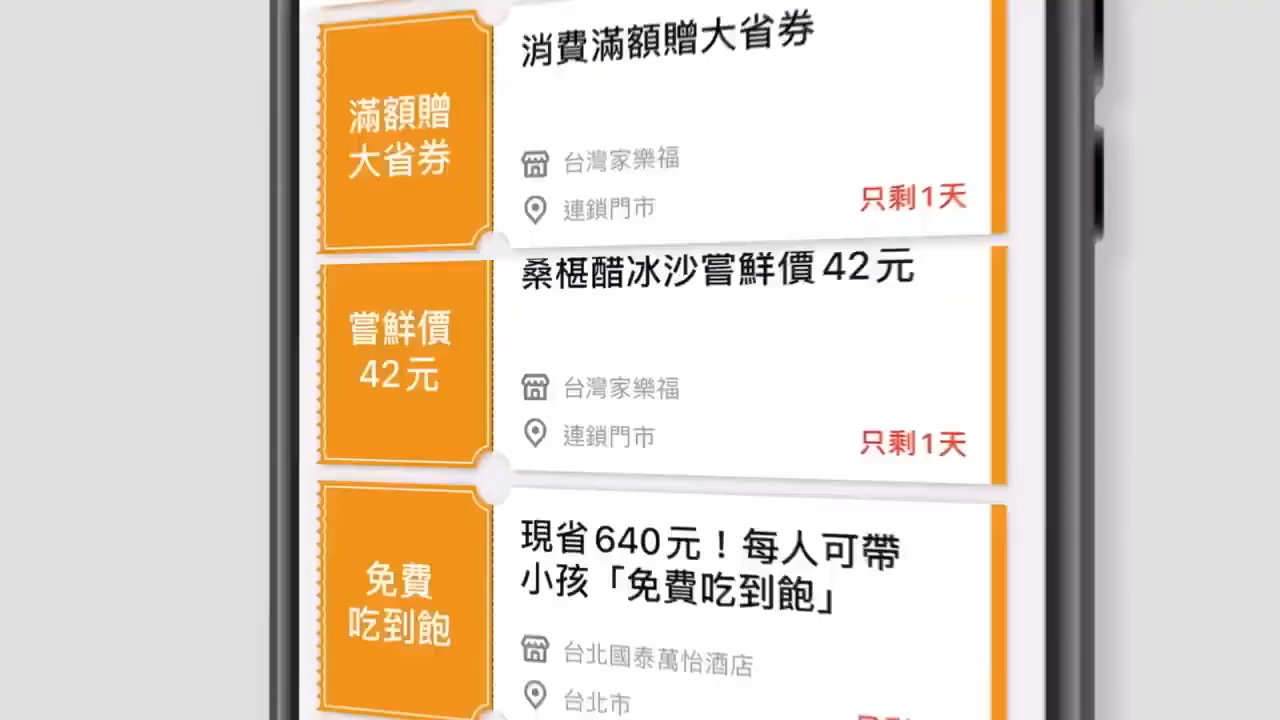 滿額贈
大省券
消費滿額贈大省券
台灣家樂福
連鎖門市
只剩1天
嘗鮮價
42元
桑椹醋冰沙嘗鮮價42元
台灣家樂福
連鎖門市
只剩1天
免費
吃到飽
現省640元！每人可帶
小孩「免費吃到飽」
台北國泰萬怡酒店
台北市